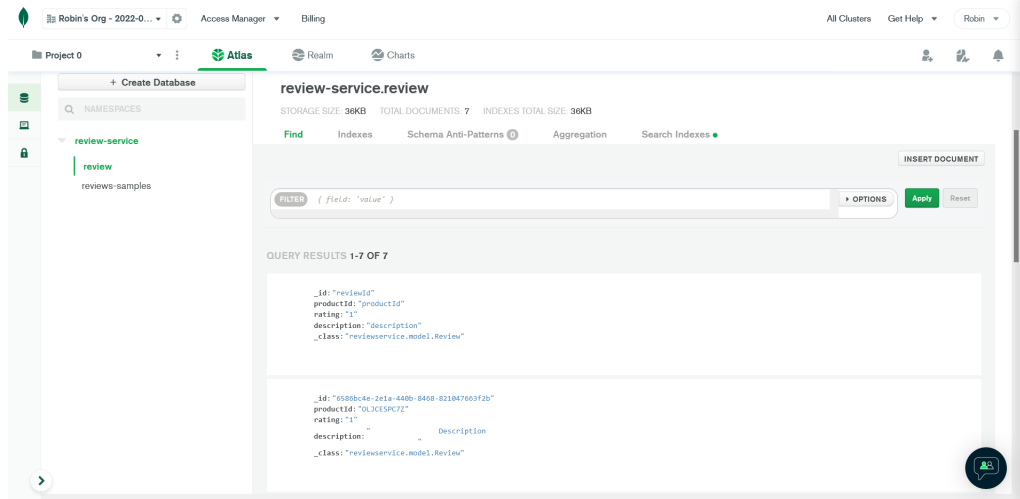 Robin's Org - 2022-0...
Access Manager
Billing
All Clusters
Get Help
Robin
Project 0
Atlas
Realm
Charts
+ Create Database
NAMESPACES
review-service
review
reviews-samples
review-service.review
STORAGE SIZE: 36KB TOTAL DOCUMENTS: 7 INDEXES TOTAL SIZE: 36KB
Find Indexes Schema Anti-Patterns 0 Aggregation Search Indexes
INSERT DOCUMENT
FILTER { field: 'value' } OPTIONS Apply Reset
QUERY RESULTS 1-7 OF 7
_id: "reviewId"
productId: "productId"
rating: "1"
description: "description"
_class: "reviewservice.model.Review"
_id: "6586bc4e-2e1a-440b-8468-821047663f2b"
productId: "OLJCESPC7Z"
rating: "1"
description: " Description "
_class: "reviewservice.model.Review"